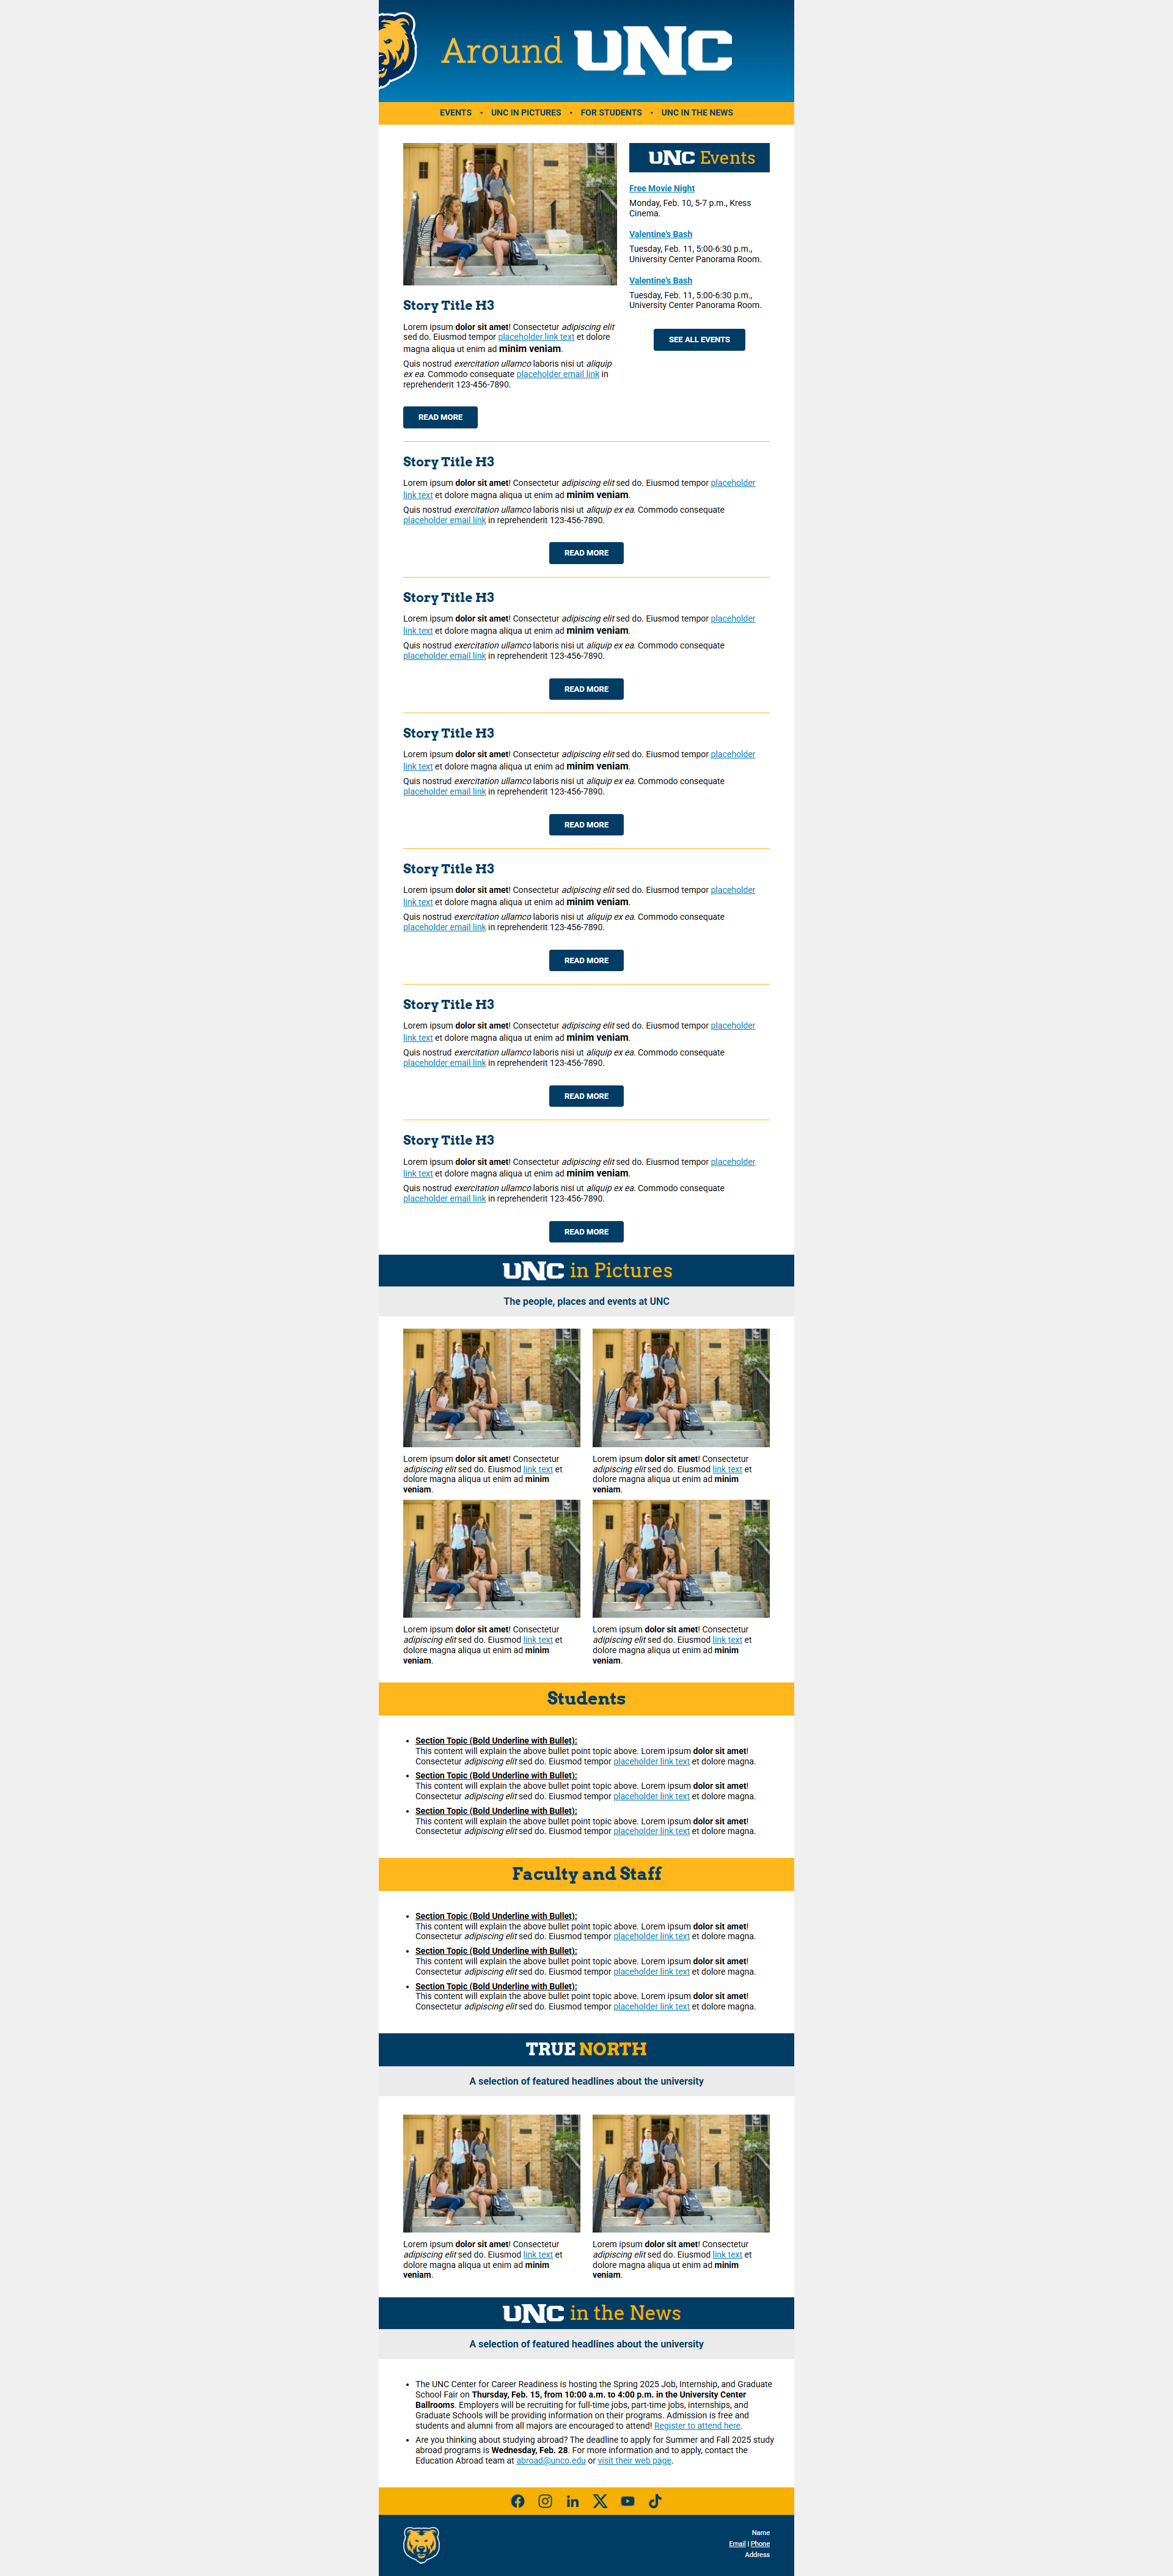 Around UNC
EVENTS • UNC IN PICTURES • FOR STUDENTS • UNC IN THE NEWS
Story Title H3
Lorem ipsum dolor sit amet! Consectetur adipiscing elit
sed do. Eiusmod tempor placeholder link text et dolore
magna aliqua ut enim ad minim veniam.
Quis nostrud exercitation ullamco laboris nisi ut aliquip
ex ea. Commodo consequate placeholder email link in
reprehenderit 123-456-7890.
READ MORE
UNC Events
Free Movie Night
Monday, Feb. 10, 5-7 p.m., Kress
Cinema.
Valentine's Bash
Tuesday, Feb. 11, 5:00-6:30 p.m.,
University Center Panorama Room.
Valentine's Bash
Tuesday, Feb. 11, 5:00-6:30 p.m.,
University Center Panorama Room.
SEE ALL EVENTS
Story Title H3
Lorem ipsum dolor sit amet! Consectetur adipiscing elit sed do. Eiusmod tempor placeholder
link text et dolore magna aliqua ut enim ad minim veniam.
Quis nostrud exercitation ullamco laboris nisi ut aliquip ex ea. Commodo consequate
placeholder email link in reprehenderit 123-456-7890.
READ MORE
Story Title H3
Lorem ipsum dolor sit amet! Consectetur adipiscing elit sed do. Eiusmod tempor placeholder
link text et dolore magna aliqua ut enim ad minim veniam.
Quis nostrud exercitation ullamco laboris nisi ut aliquip ex ea. Commodo consequate
placeholder email link in reprehenderit 123-456-7890.
READ MORE
Story Title H3
Lorem ipsum dolor sit amet! Consectetur adipiscing elit sed do. Eiusmod tempor placeholder
link text et dolore magna aliqua ut enim ad minim veniam.
Quis nostrud exercitation ullamco laboris nisi ut aliquip ex ea. Commodo consequate
placeholder email link in reprehenderit 123-456-7890.
READ MORE
Story Title H3
Lorem ipsum dolor sit amet! Consectetur adipiscing elit sed do. Eiusmod tempor placeholder
link text et dolore magna aliqua ut enim ad minim veniam.
Quis nostrud exercitation ullamco laboris nisi ut aliquip ex ea. Commodo consequate
placeholder email link in reprehenderit 123-456-7890.
READ MORE
Story Title H3
Lorem ipsum dolor sit amet! Consectetur adipiscing elit sed do. Eiusmod tempor placeholder
link text et dolore magna aliqua ut enim ad minim veniam.
Quis nostrud exercitation ullamco laboris nisi ut aliquip ex ea. Commodo consequate
placeholder email link in reprehenderit 123-456-7890.
READ MORE
Story Title H3
Lorem ipsum dolor sit amet! Consectetur adipiscing elit sed do. Eiusmod tempor placeholder
link text et dolore magna aliqua ut enim ad minim veniam.
Quis nostrud exercitation ullamco laboris nisi ut aliquip ex ea. Commodo consequate
placeholder email link in reprehenderit 123-456-7890.
READ MORE
UNC in Pictures
The people, places and events at UNC
Lorem ipsum dolor sit amet! Consectetur
adipiscing elit sed do. Eiusmod link text et
dolore magna aliqua ut enim ad minim
veniam.
Lorem ipsum dolor sit amet! Consectetur
adipiscing elit sed do. Eiusmod link text et
dolore magna aliqua ut enim ad minim
veniam.
Lorem ipsum dolor sit amet! Consectetur
adipiscing elit sed do. Eiusmod link text et
dolore magna aliqua ut enim ad minim
veniam.
Lorem ipsum dolor sit amet! Consectetur
adipiscing elit sed do. Eiusmod link text et
dolore magna aliqua ut enim ad minim
veniam.
Students
• Section Topic (Bold Underline with Bullet):
This content will explain the above bullet point topic above. Lorem ipsum dolor sit amet!
Consectetur adipiscing elit sed do. Eiusmod tempor placeholder link text et dolore magna.
• Section Topic (Bold Underline with Bullet):
This content will explain the above bullet point topic above. Lorem ipsum dolor sit amet!
Consectetur adipiscing elit sed do. Eiusmod tempor placeholder link text et dolore magna.
• Section Topic (Bold Underline with Bullet):
This content will explain the above bullet point topic above. Lorem ipsum dolor sit amet!
Consectetur adipiscing elit sed do. Eiusmod tempor placeholder link text et dolore magna.
Faculty and Staff
• Section Topic (Bold Underline with Bullet):
This content will explain the above bullet point topic above. Lorem ipsum dolor sit amet!
Consectetur adipiscing elit sed do. Eiusmod tempor placeholder link text et dolore magna.
• Section Topic (Bold Underline with Bullet):
This content will explain the above bullet point topic above. Lorem ipsum dolor sit amet!
Consectetur adipiscing elit sed do. Eiusmod tempor placeholder link text et dolore magna.
• Section Topic (Bold Underline with Bullet):
This content will explain the above bullet point topic above. Lorem ipsum dolor sit amet!
Consectetur adipiscing elit sed do. Eiusmod tempor placeholder link text et dolore magna.
TRUE NORTH
A selection of featured headlines about the university
Lorem ipsum dolor sit amet! Consectetur
adipiscing elit sed do. Eiusmod link text et
dolore magna aliqua ut enim ad minim
veniam.
Lorem ipsum dolor sit amet! Consectetur
adipiscing elit sed do. Eiusmod link text et
dolore magna aliqua ut enim ad minim
veniam.
UNC in the News
A selection of featured headlines about the university
• The UNC Center for Career Readiness is hosting the Spring 2025 Job, Internship, and Graduate
School Fair on Thursday, Feb. 15, from 10:00 a.m. to 4:00 p.m. in the University Center
Ballrooms. Employers will be recruiting for full-time jobs, part-time jobs, internships, and
Graduate Schools will be providing information on their programs. Admission is free and
students and alumni from all majors are encouraged to attend! Register to attend here.
• Are you thinking about studying abroad? The deadline to apply for Summer and Fall 2025 study
abroad programs is Wednesday, Feb. 28. For more information and to apply, contact the
Education Abroad team at abroad@unco.edu or visit their web page.
Name
Email | Phone
Address